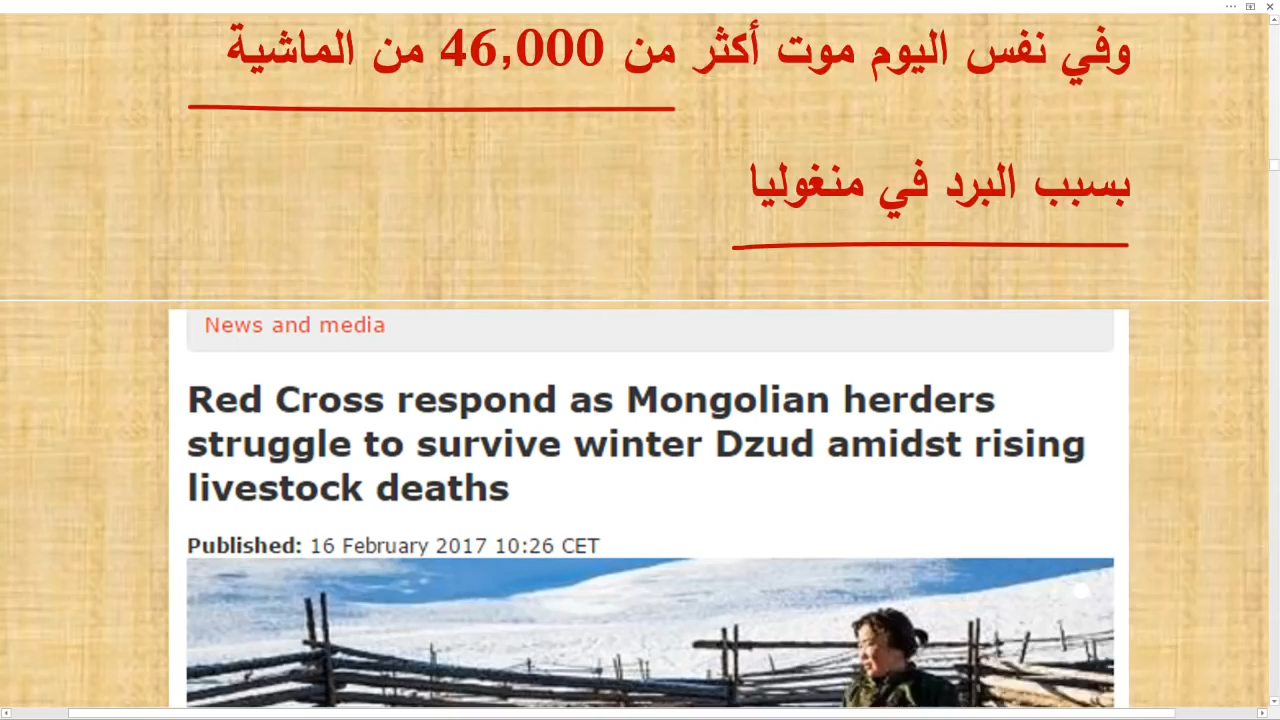 وفي نفس اليوم موت أكثر من 46,000 من الماشية
بسبب البرد في منغوليا
News and media
Red Cross respond as Mongolian herders
struggle to survive winter Dzud amidst rising
livestock deaths
Published: 16 February 2017 10:26 CET